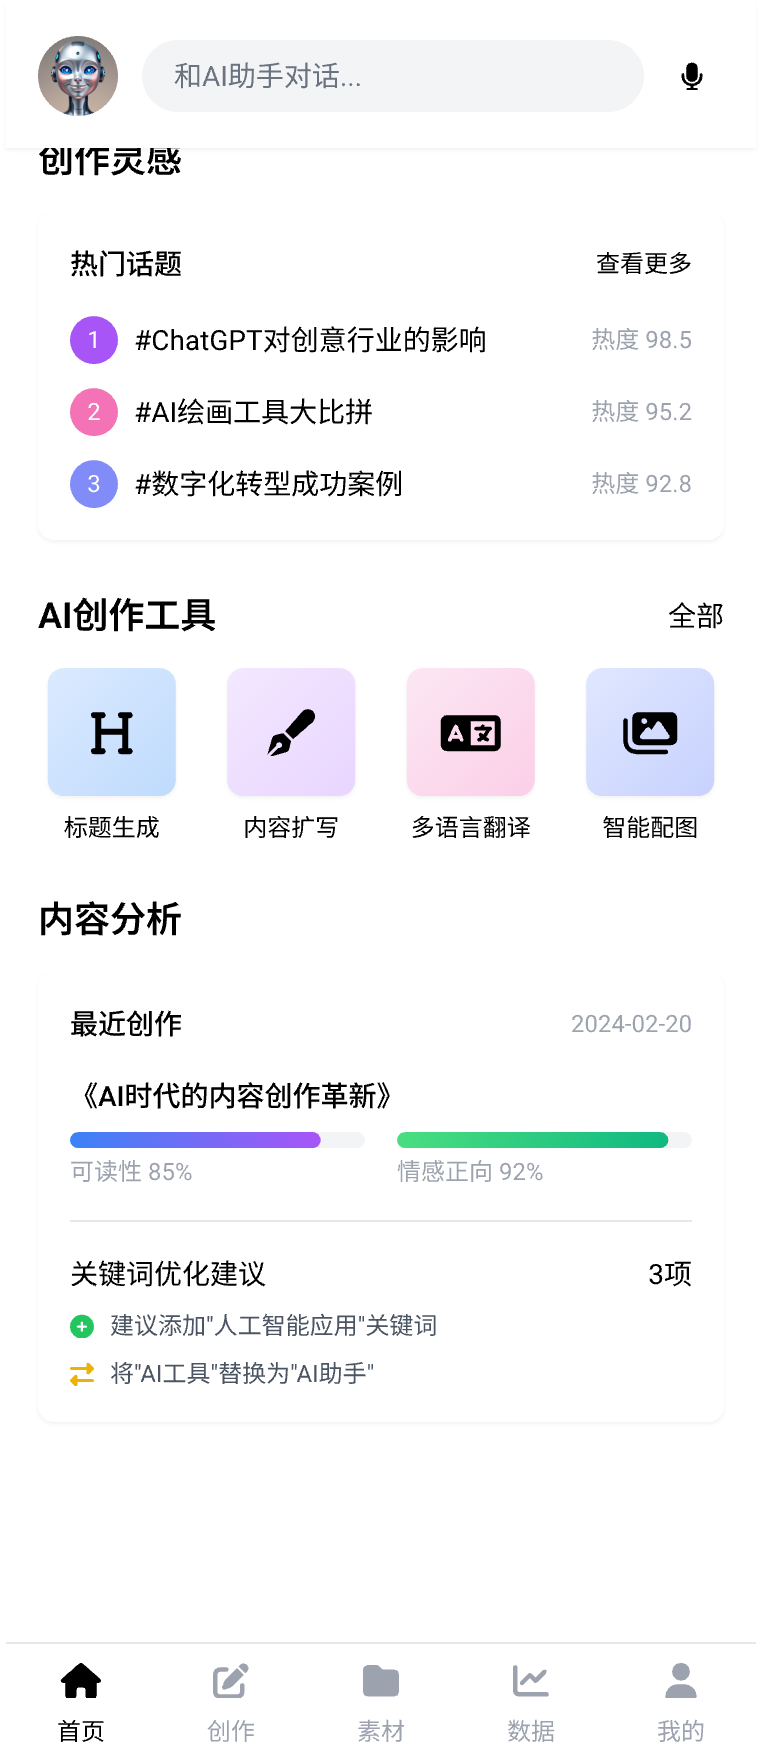 和AI助手对话...
创作灵感
热门话题 查看更多
1 #ChatGPT对创意行业的影响 热度 98.5
2 #AI绘画工具大比拼 热度 95.2
3 #数字化转型成功案例 热度 92.8
AI创作工具 全部
标题生成 内容扩写 多语言翻译 智能配图
内容分析
最近创作 2024-02-20
《AI时代的内容创作革新》
可读性 85% 情感正向 92%
关键词优化建议 3项
建议添加"人工智能应用"关键词
将"AI工具"替换为"AI助手"
首页 创作 素材 数据 我的